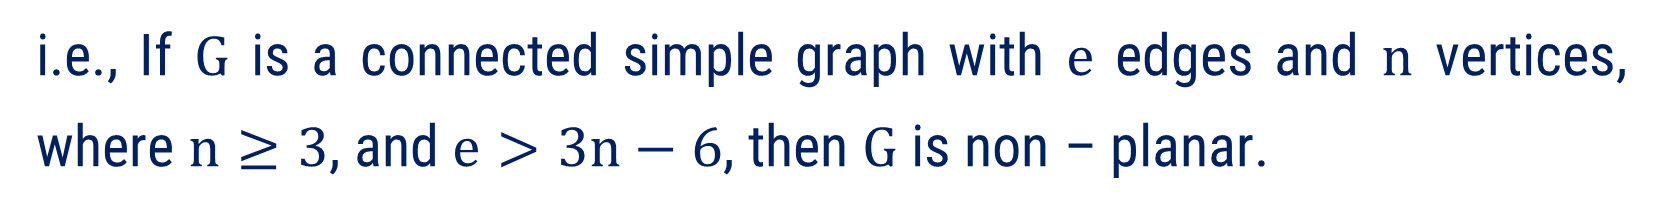 i.e., If G is a connected simple graph with e edges and n vertices,
where n ≥ 3, and e > 3n − 6, then G is non – planar.